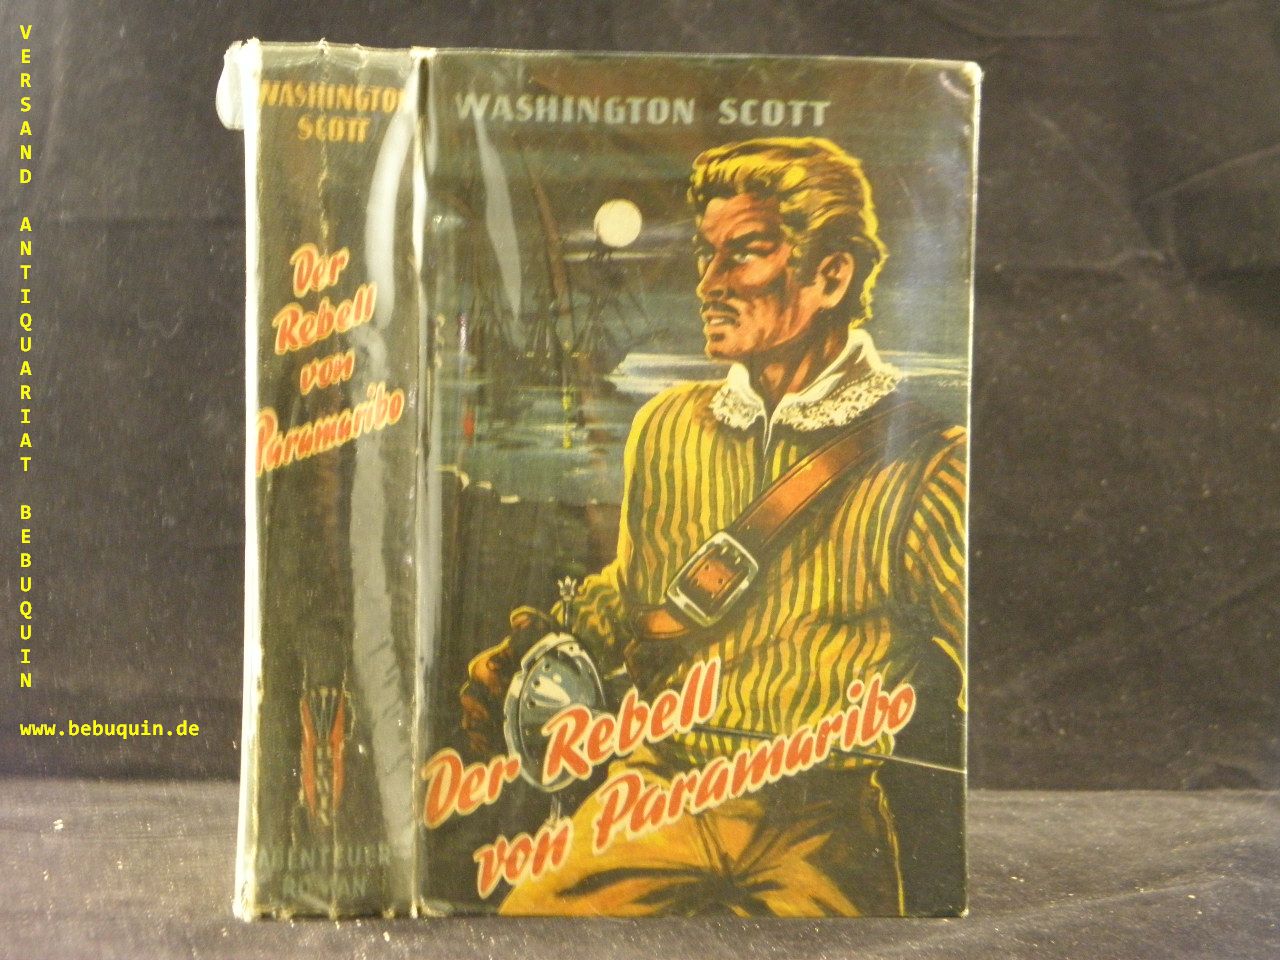 VERSAND ANTIQUARIAT BEBUQUIN
www.bebuquin.de
WASHINGTON
SCOTT
Der
Rebell
von
Paramaribo
ABENTEUER
ROMAN
WASHINGTON SCOTT
Der Rebell
von Paramaribo